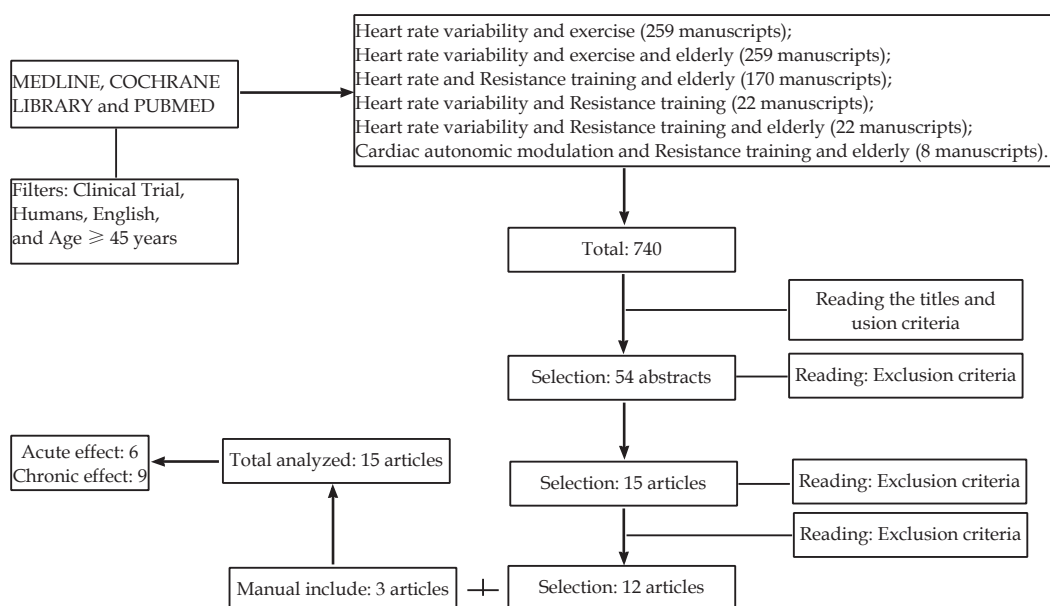 MEDLINE, COCHRANE
LIBRARY and PUBMED
Filters: Clinical Trial,
Humans, English,
and Age ⩾ 45 years
Heart rate variability and exercise (259 manuscripts);
Heart rate variability and exercise and elderly (259 manuscripts);
Heart rate and Resistance training and elderly (170 manuscripts);
Heart rate variability and Resistance training (22 manuscripts);
Heart rate variability and Resistance training and elderly (22 manuscripts);
Cardiac autonomic modulation and Resistance training and elderly (8 manuscripts).
Total: 740
Reading the titles and
usion criteria
Selection: 54 abstracts
Reading: Exclusion criteria
Selection: 15 articles
Reading: Exclusion criteria
Reading: Exclusion criteria
Selection: 12 articles
Manual include: 3 articles
Total analyzed: 15 articles
Acute effect: 6
Chronic effect: 9